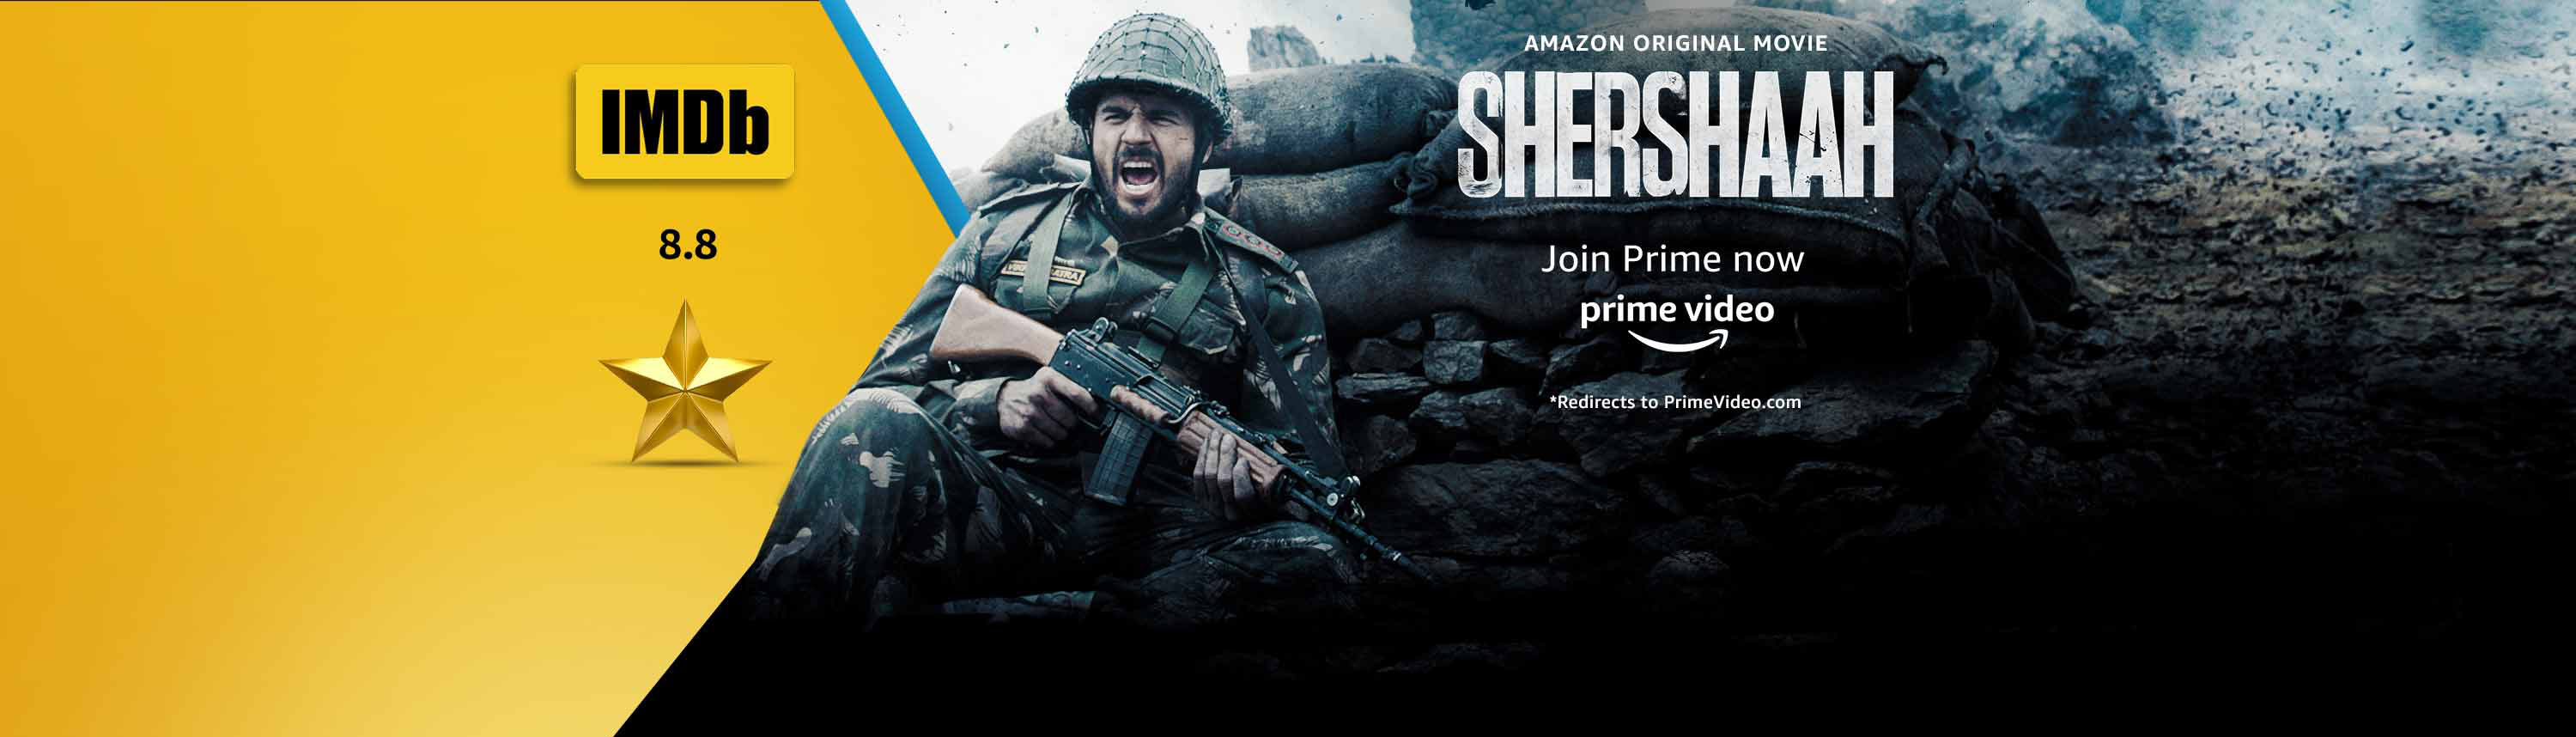 IMDb
8.8
AMAZON ORIGINAL MOVIE
SHERSHAAH
Join Prime now
prime video
*Redirects to PrimeVideo.com